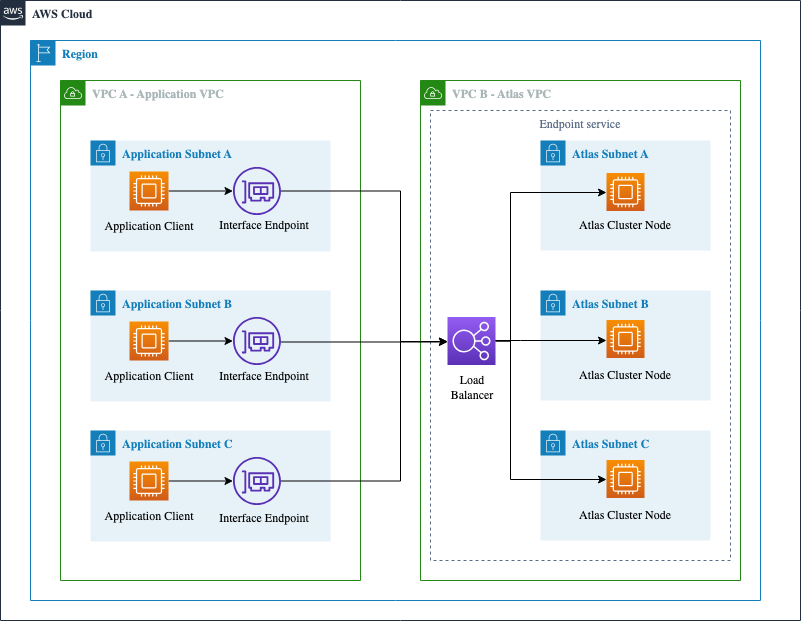 aws
AWS Cloud
Region
VPC A - Application VPC
VPC B - Atlas VPC
Endpoint service
Application Subnet A
Application Client
Interface Endpoint
Application Subnet B
Application Client
Interface Endpoint
Application Subnet C
Application Client
Interface Endpoint
Load
Balancer
Atlas Subnet A
Atlas Cluster Node
Atlas Subnet B
Atlas Cluster Node
Atlas Subnet C
Atlas Cluster Node